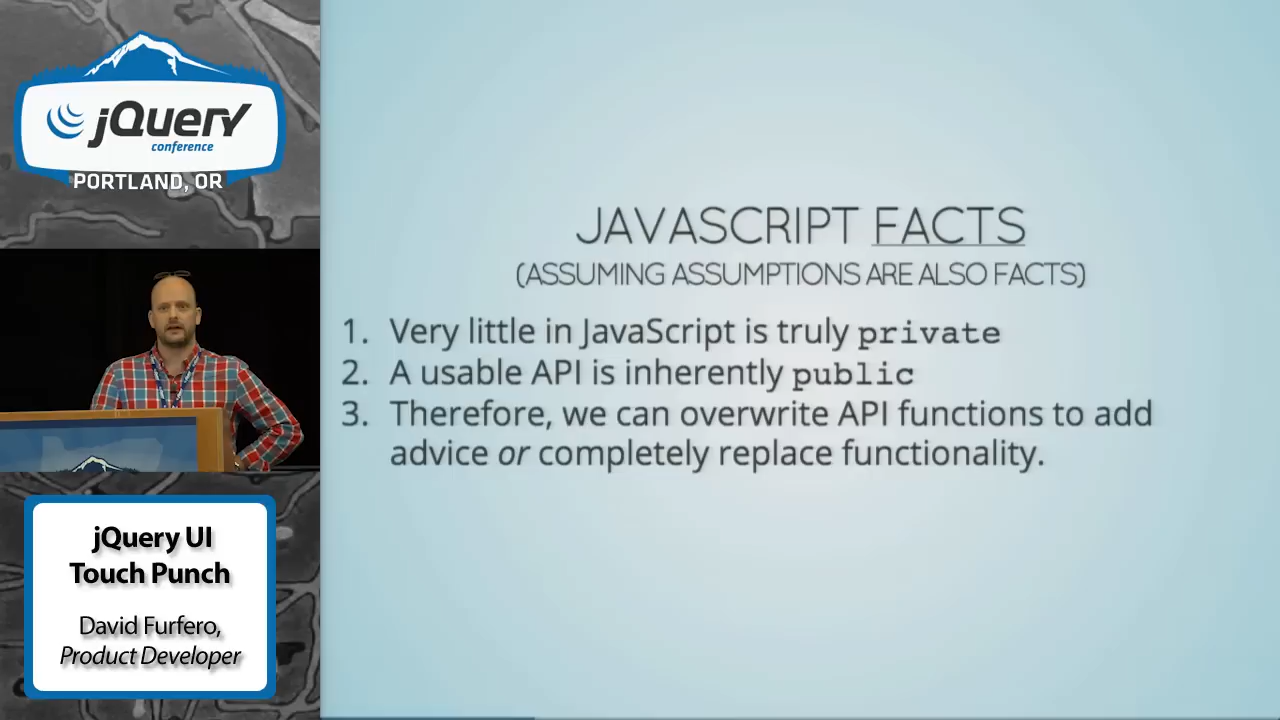 jQuery
conference
PORTLAND, OR
JAVASCRIPT FACTS
(ASSUMING ASSUMPTIONS ARE ALSO FACTS)
1. Very little in JavaScript is truly private
2. A usable API is inherently public
3. Therefore, we can overwrite API functions to add
advice or completely replace functionality.
jQuery UI
Touch Punch
David Furfero,
Product Developer